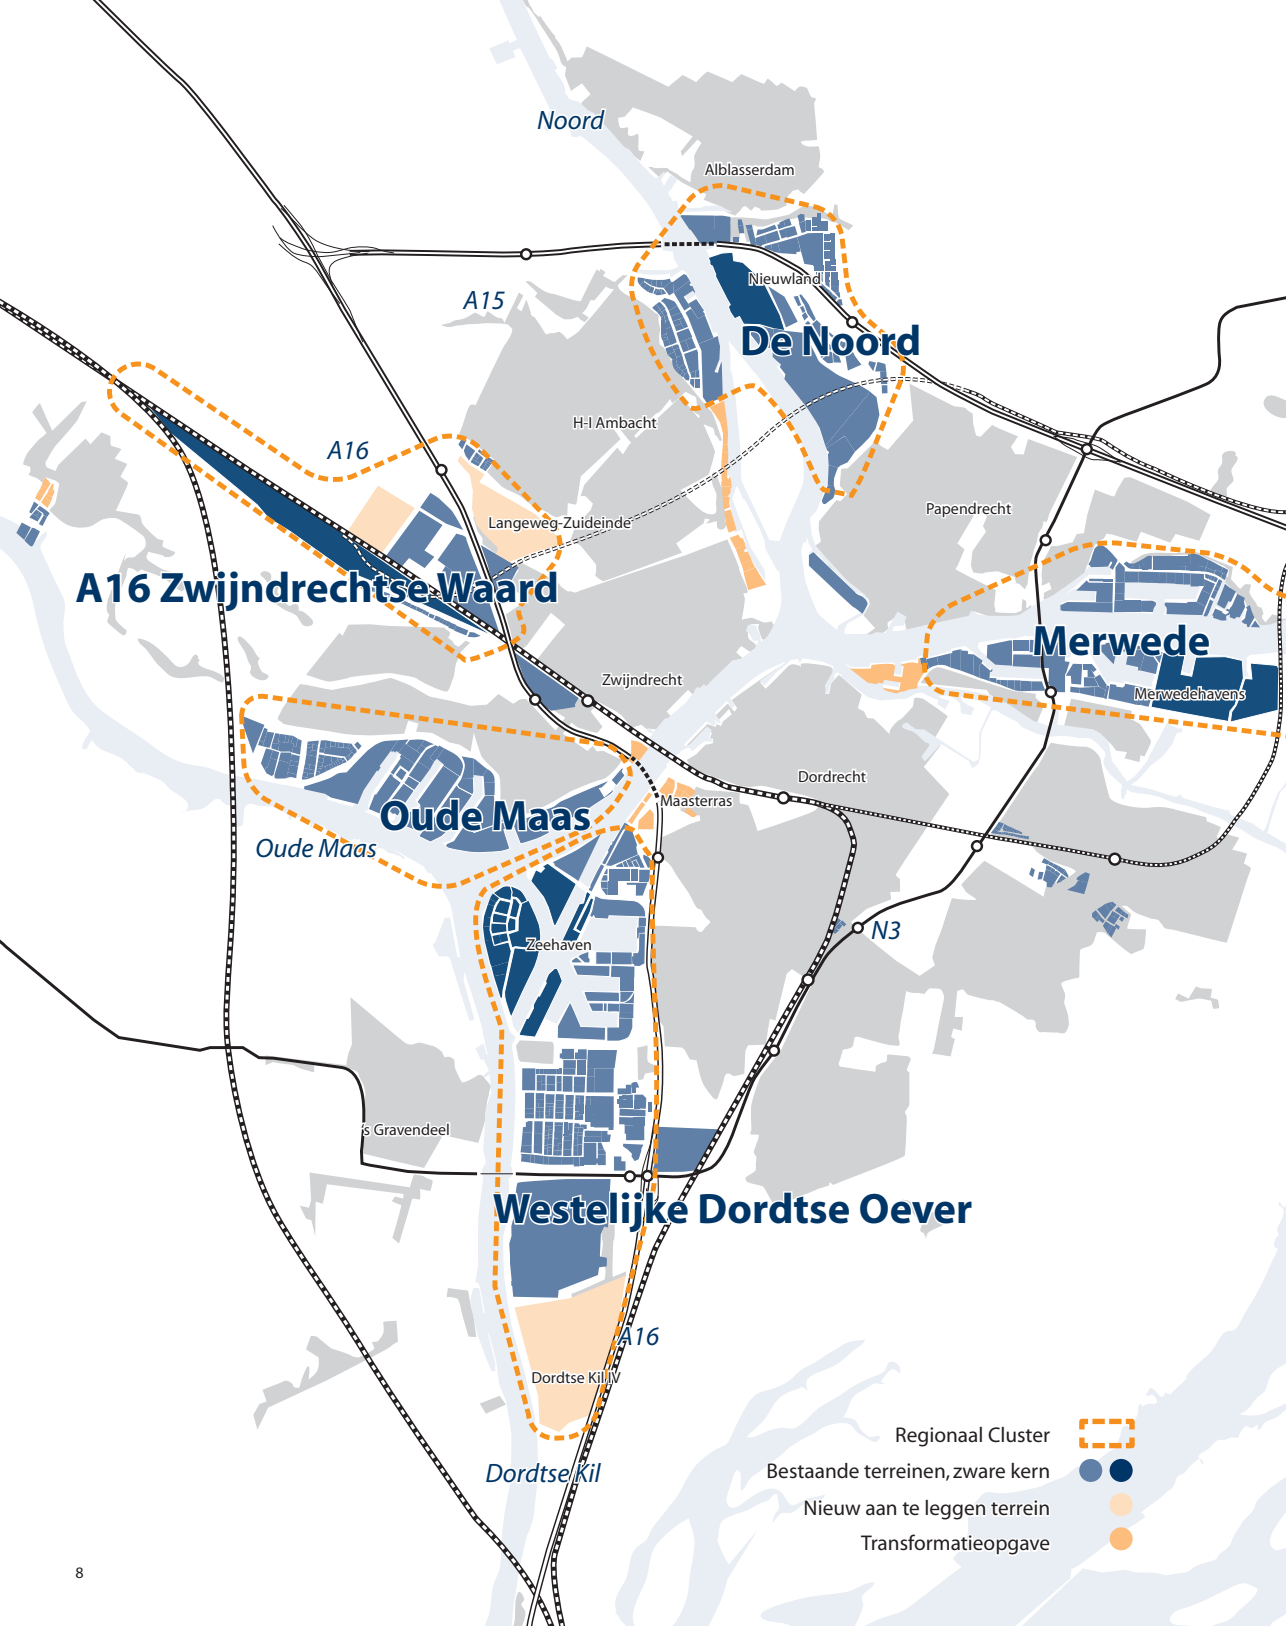 Noord
Alblasserdam
Nieuwland
A15
De Noord
H-I Ambacht
A16
Papendrecht
Langeweg-Zuideinde
A16 Zwijndrechtse Waard
Merwede
Zwijndrecht
Merwedehavens
Dordrecht
Maasterras
Oude Maas
Oude Maas
N3
Zeehaven
's Gravendeel
Westelijke Dordtse Oever
A16
Dordtse Kil IV
Regionaal Cluster
Bestaande terreinen, zware kern
Dordtse Kil
Nieuw aan te leggen terrein
Transformatieopgave
8